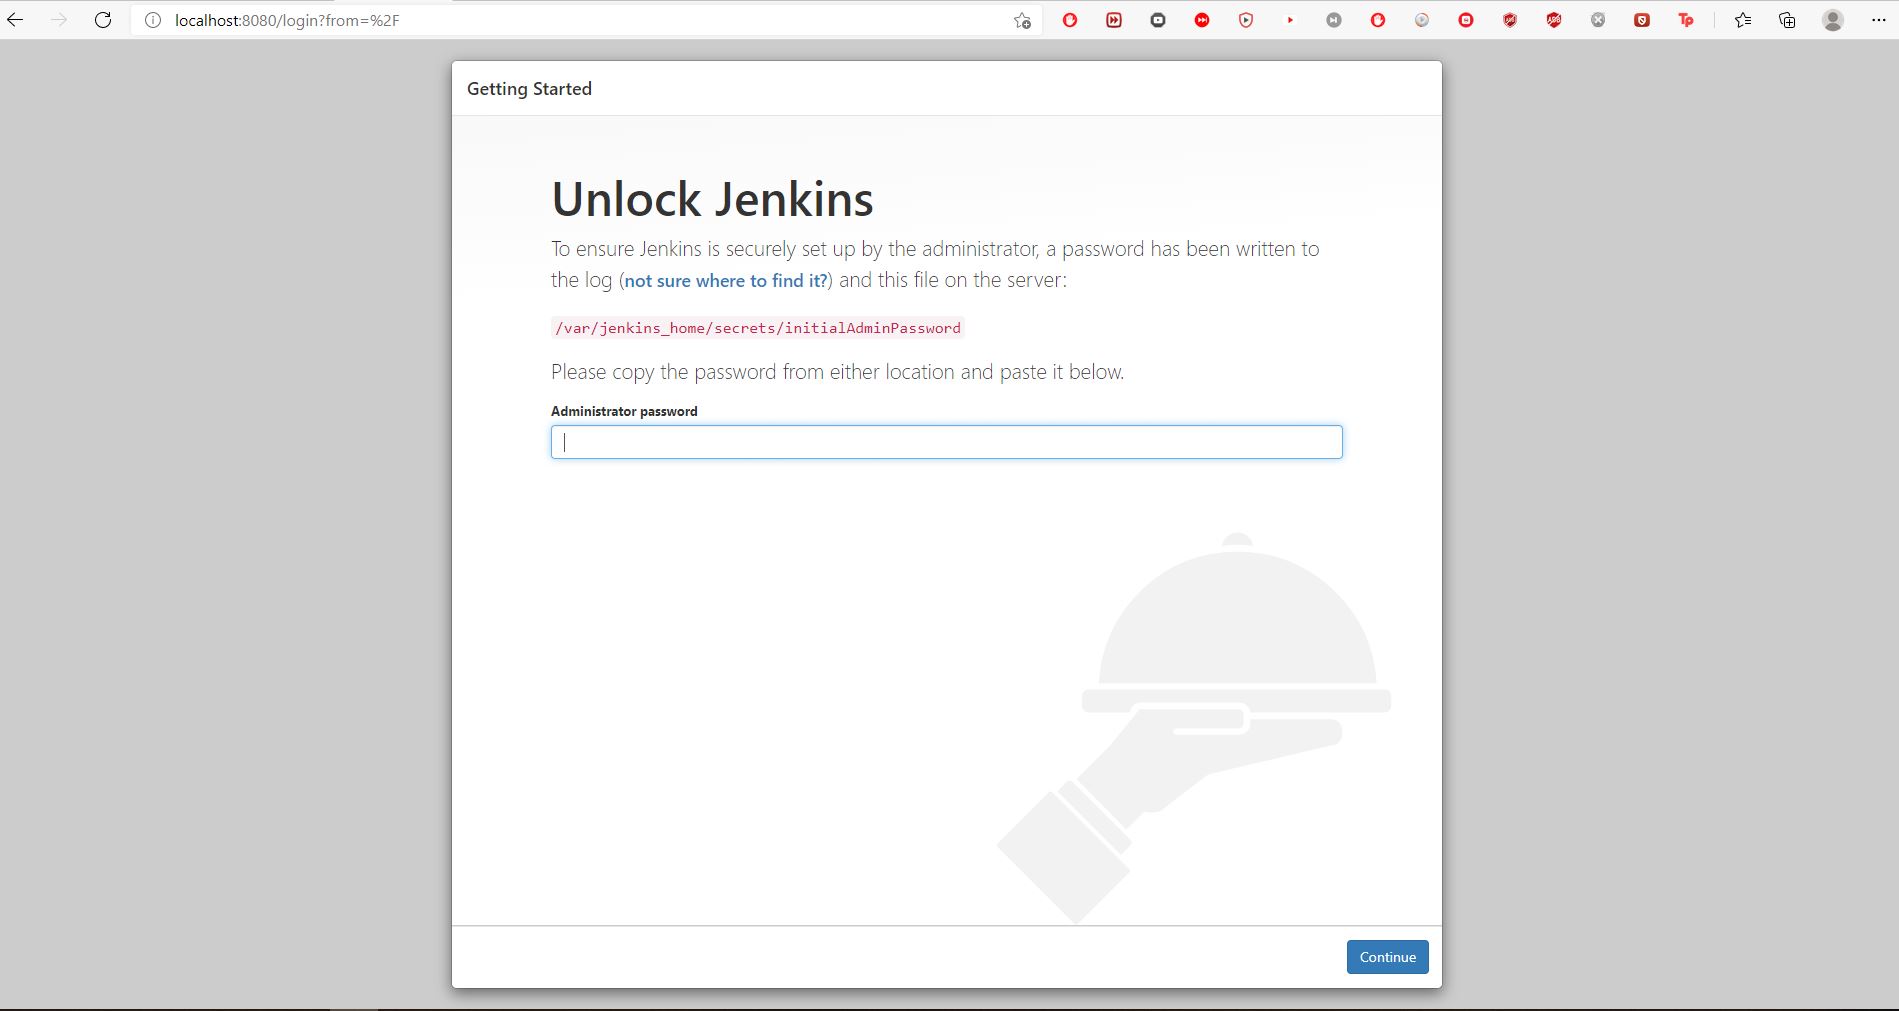 localhost:8080/login?from=%2F
Getting Started
Unlock Jenkins
To ensure Jenkins is securely set up by the administrator, a password has been written to
the log (not sure where to find it?) and this file on the server:
/var/jenkins_home/secrets/initialAdminPassword
Please copy the password from either location and paste it below.
Administrator password
Continue